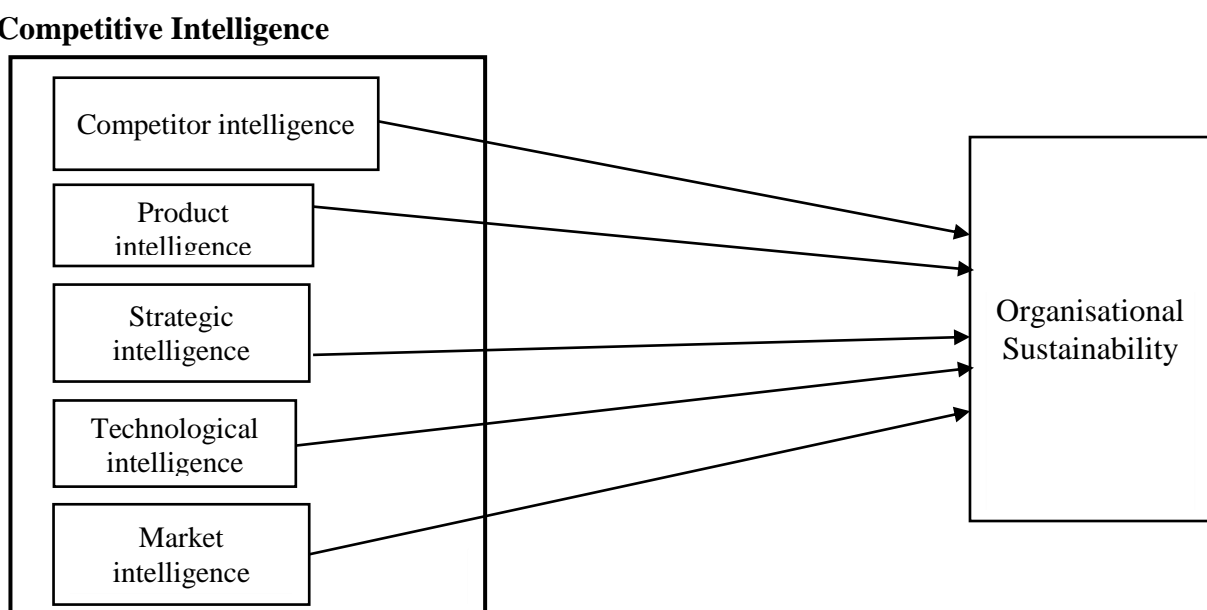 Competitive Intelligence
Competitor intelligence
Product
intelligence
Strategic
intelligence
Technological
intelligence
Market
intelligence
Organisational
Sustainability